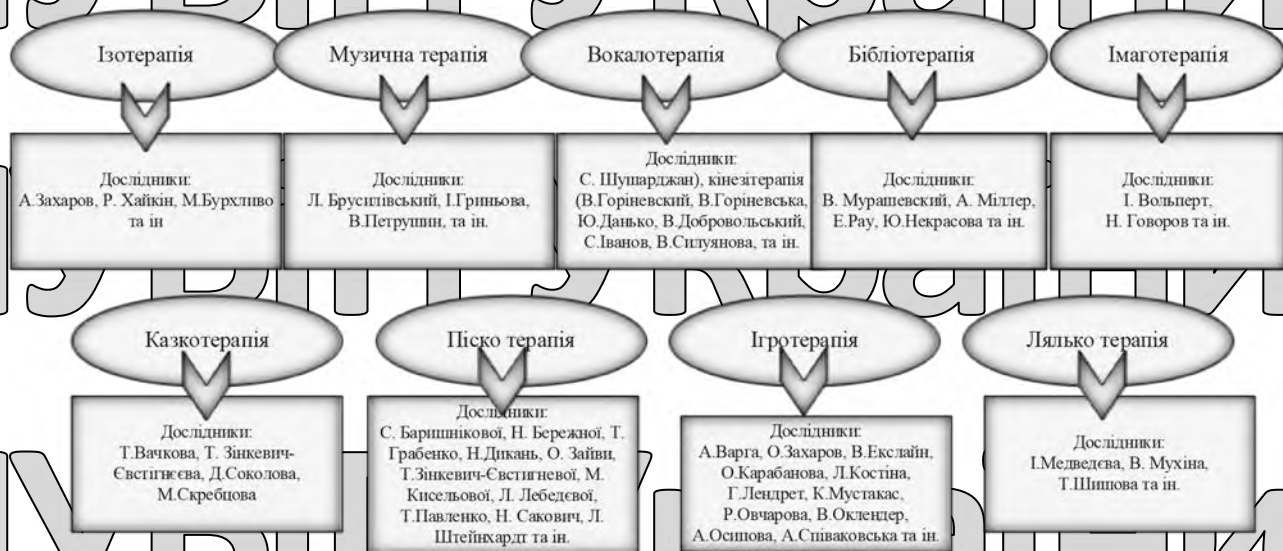 Ізотерапія
Музична терапія
Вокалотерапія
Бібліотерапія
Імаготерапія
Дослідники:
А.Захаров, Р. Хайкін, М.Бурхливо
та ін
Дослідники:
Л. Брусилівський, І.Гриньова,
В.Петрушин, та ін.
Дослідники:
С. Шушарджан), кінезітерапія
(В.Горіневский, В.Горіневська,
Ю.Данько, В.Добровольський,
С.Іванов, В.Силуянова, та ін.
Дослідники:
В. Мурашевский, А. Міллер,
Е.Рау, Ю.Некрасова та ін.
Дослідники:
І. Вольперт,
Н. Говоров та ін.
Казкотерапія
Піско терапія
Ігротерапія
Лялько терапія
Дослідники:
Т.Вачкова, Т. Зінкевич-
Євстігнєєва, Д.Соколова,
М.Скребцова
Дослідники:
С. Баришнікової, Н. Бережної, Т.
Грабенко, Н.Дикань, О. Зайви,
Т.Зінкевич-Євстигневої, М.
Кисельової, Л. Лебедєвої,
Т.Павленко, Н. Сакович, Л.
Штейнхардт та ін.
Дослідники:
А.Варга, О.Захаров, В.Екслайн,
О.Карабанова, Л.Костіна,
Г.Лендрет, К.Мустакас,
Р.Овчарова, В.Оклендер,
А.Осипова, А.Співаковська та ін.
Дослідники:
І.Медведєва, В. Мухіна,
Т.Шишова та ін.